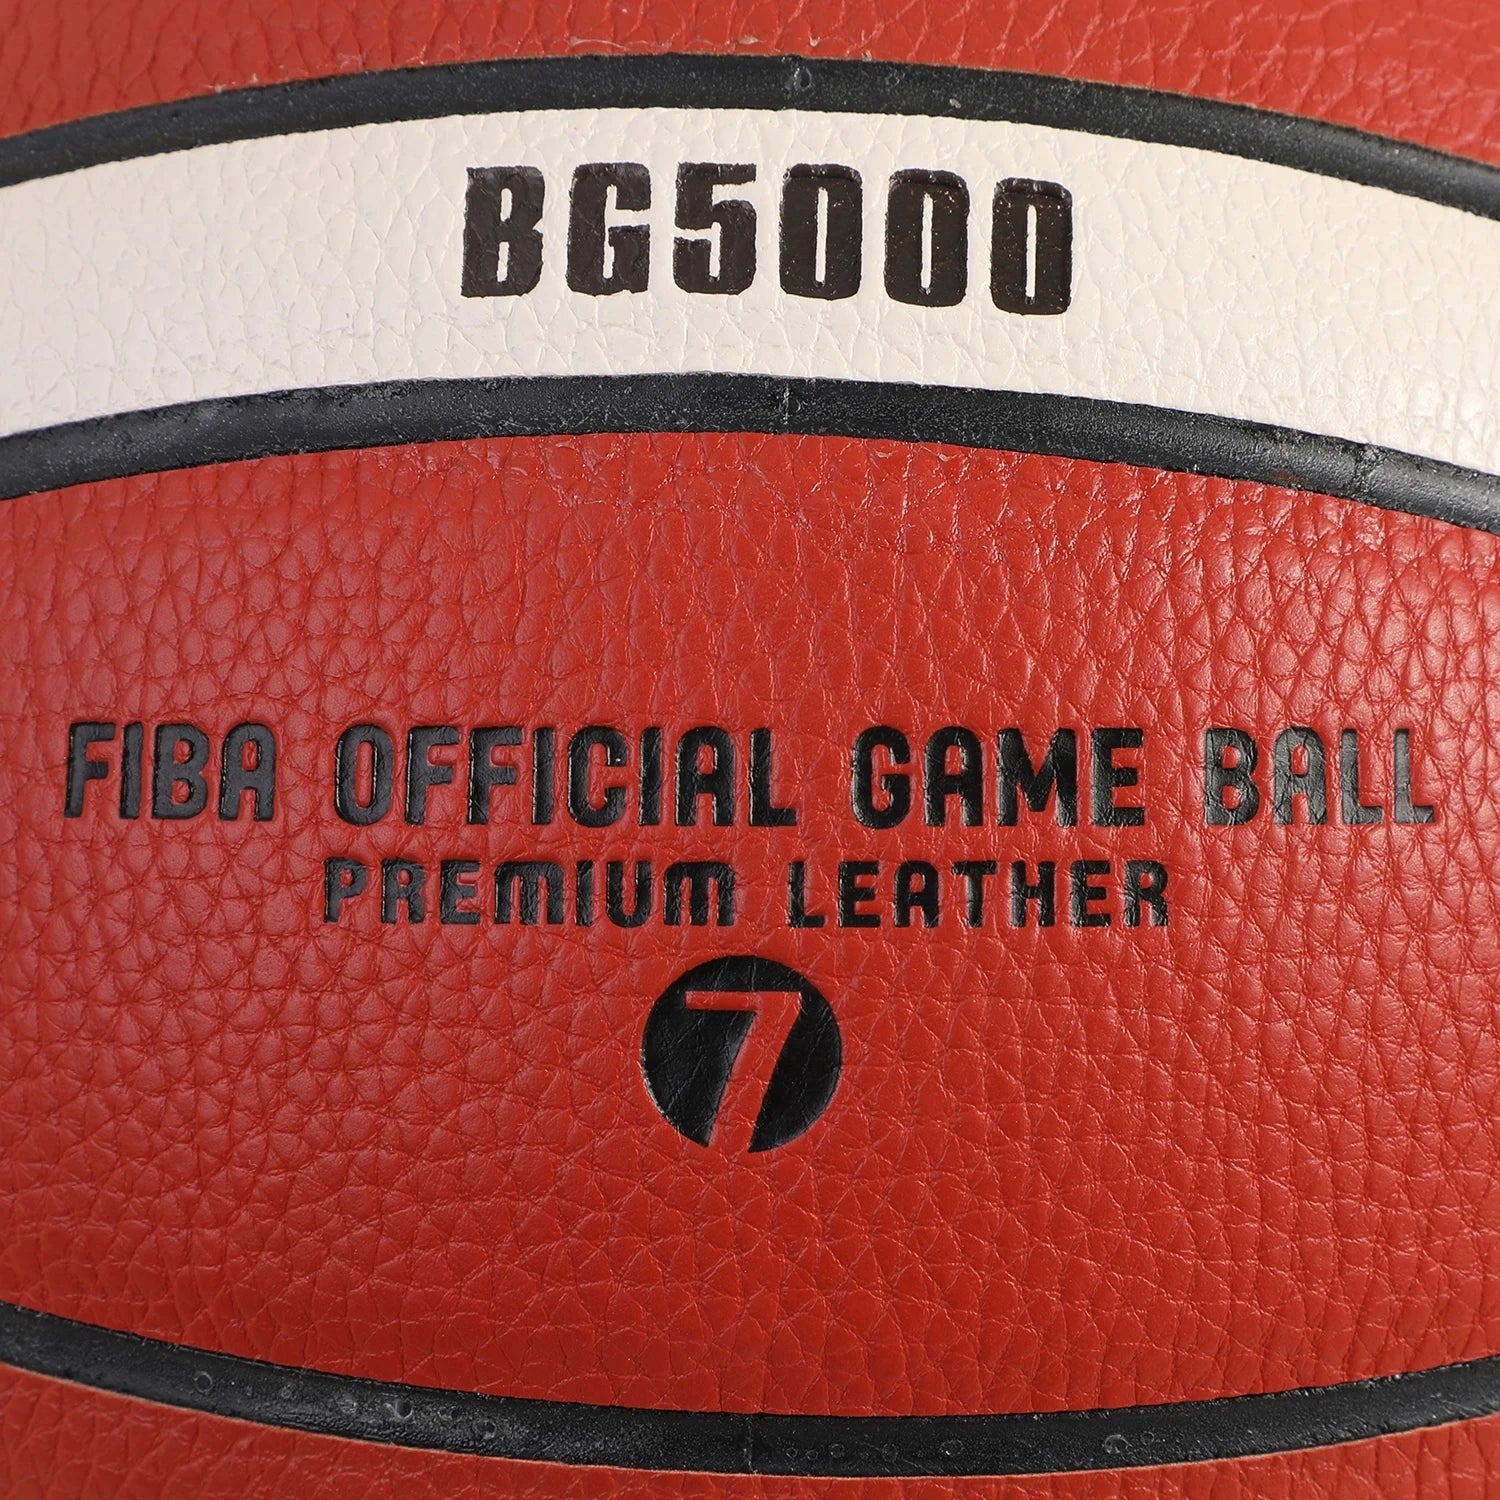 BG5000
FIBA OFFICIAL GAME BALL
PREMIUM LEATHER
7